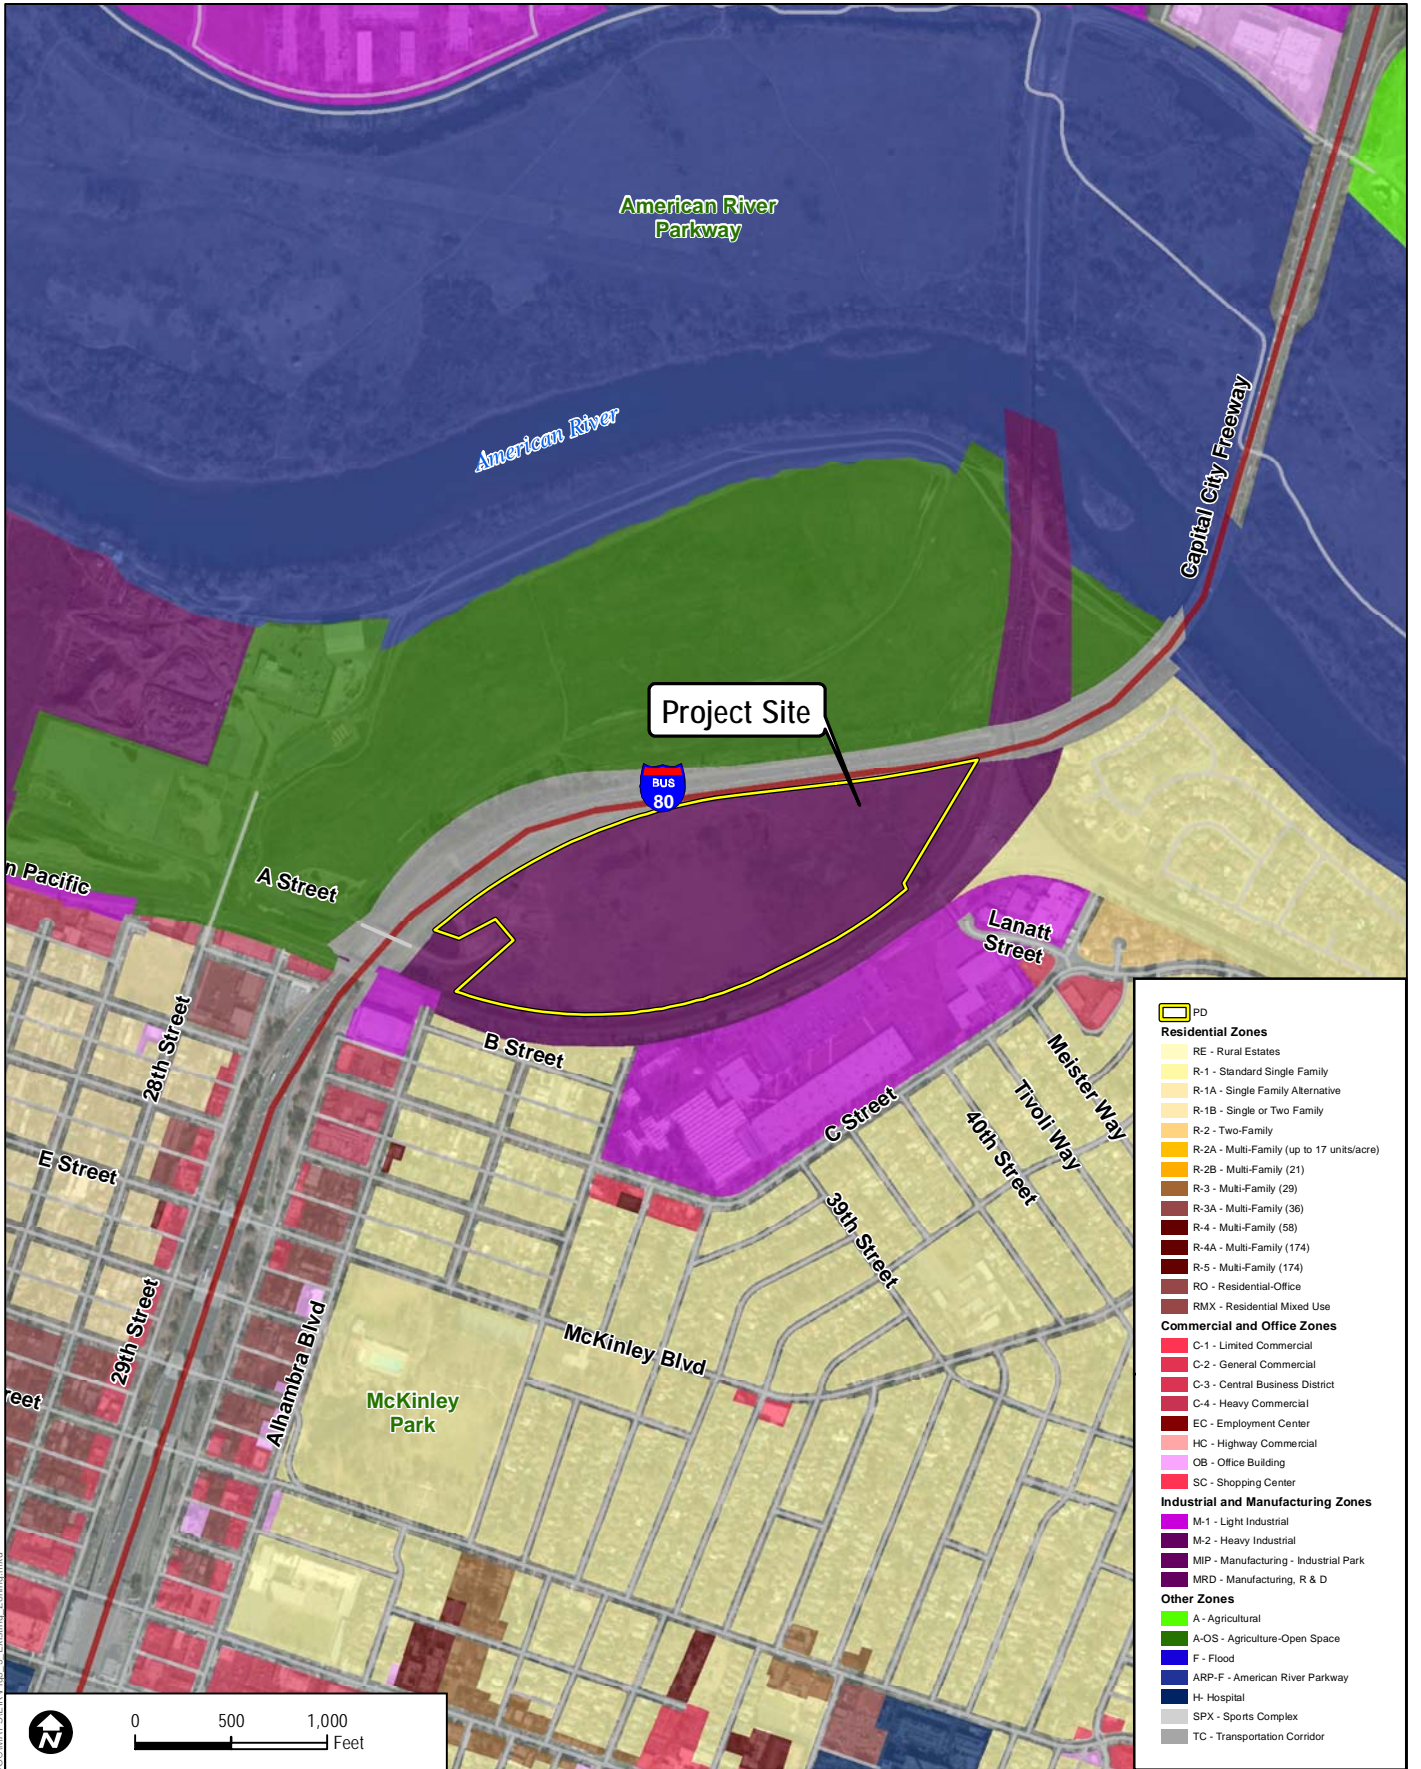 American River
Parkway
American River
Capital City Freeway
Project Site
BUS
80
n Pacific
A Street
Lanatt
Street
28th Street
B Street
C Street
Meister Way
Tivoli Way
40th Street
39th Street
E Street
29th Street
Alhambra Blvd
McKinley Blvd
McKinley
Park
reet
PD
Residential Zones
RE - Rural Estates
R-1 - Standard Single Family
R-1A - Single Family Alternative
R-1B - Single or Two Family
R-2 - Two-Family
R-2A - Multi-Family (up to 17 units/acre)
R-2B - Multi-Family (21)
R-3 - Multi-Family (29)
R-3A - Multi-Family (36)
R-4 - Multi-Family (58)
R-4A - Multi-Family (174)
R-5 - Multi-Family (174)
RO - Residential-Office
RMX - Residential Mixed Use
Commercial and Office Zones
C-1 - Limited Commercial
C-2 - General Commercial
C-3 - Central Business District
C-4 - Heavy Commercial
EC - Employment Center
HC - Highway Commercial
OB - Office Building
SC - Shopping Center
Industrial and Manufacturing Zones
M-1 - Light Industrial
M-2 - Heavy Industrial
MIP - Manufacturing - Industrial Park
MRD - Manufacturing, R & D
Other Zones
A - Agricultural
A-OS - Agriculture-Open Space
F - Flood
ARP-F - American River Parkway
H- Hospital
SPX - Sports Complex
TC - Transportation Corridor
N
0 500 1,000
Feet